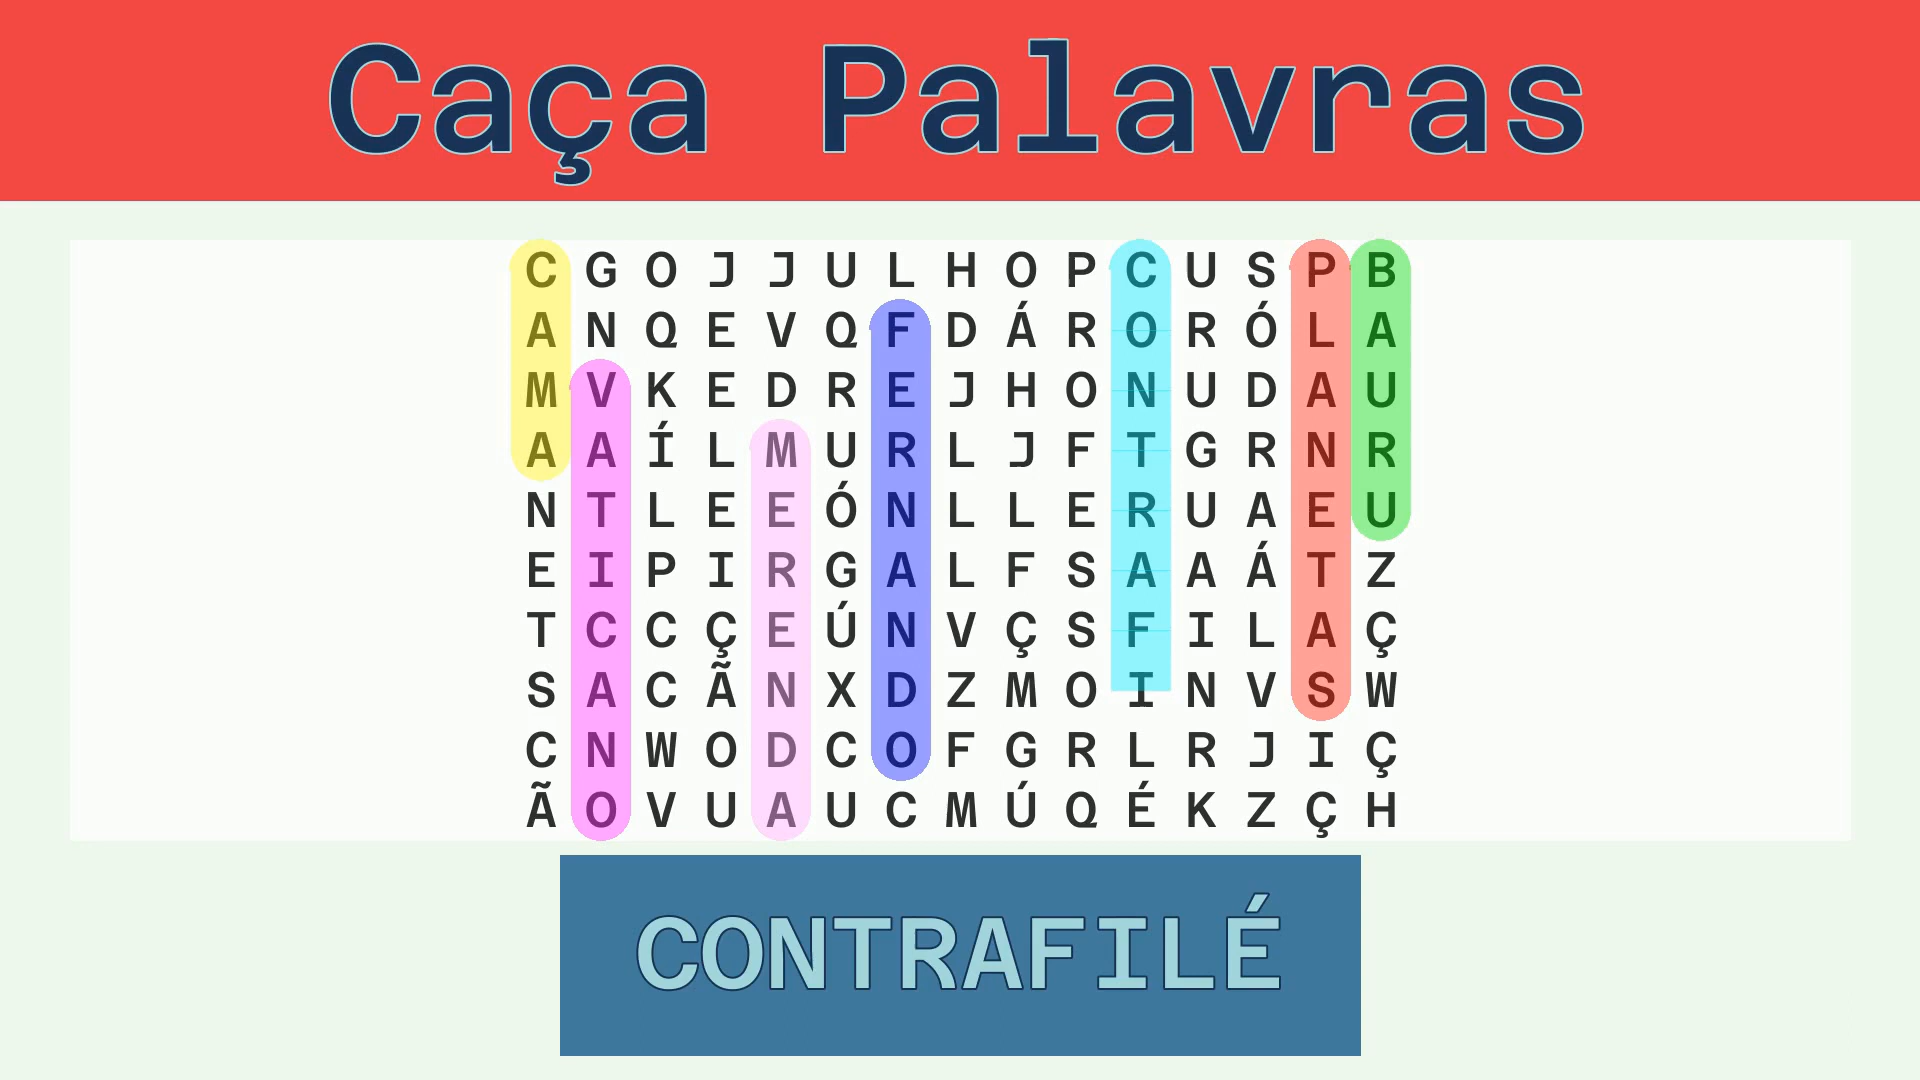 Caça Palavras
C G O J J U L H O P C U S P B
A N Q E V Q F D Á R O R Ó L A
M V K E D R E J H O N U D A U
A A Í L M U R L J F T G R N R
N T L E E Ó N L L E R U A E U
E I P I R G A L F S A A Á T Z
T C C Ç E Ú N V Ç S F I L A Ç
S A C Ã N X D Z M O I N V S W
C N W O D C O F G R L R J I Ç
Ã O V U A U C M Ú Q É K Z Ç H
CONTRAFILÉ